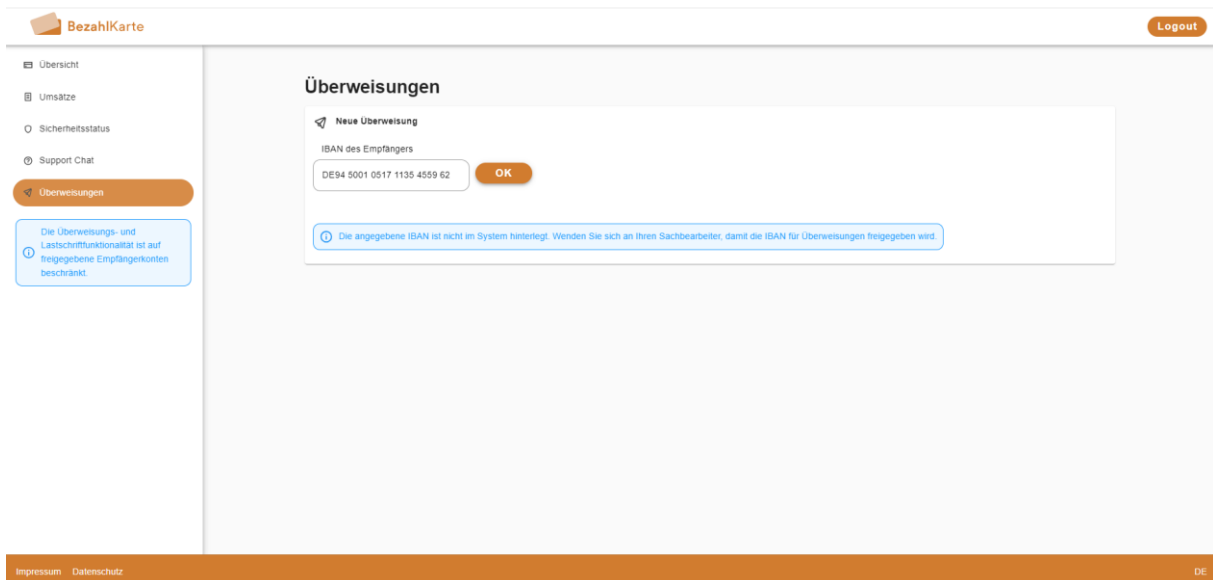 BezahlKarte
Logout
Übersicht
Umsätze
Sicherheitsstatus
Support Chat
Überweisungen
Die Überweisungs- und
Lastschriftfunktionalität ist auf
freigegebene Empfängerkonten
beschränkt.
Überweisungen
Neue Überweisung
IBAN des Empfängers
DE94 5001 0517 1135 4559 62
OK
Die angegebene IBAN ist nicht im System hinterlegt. Wenden Sie sich an Ihren Sachbearbeiter, damit die IBAN für Überweisungen freigegeben wird.
Impressum Datenschutz
DE